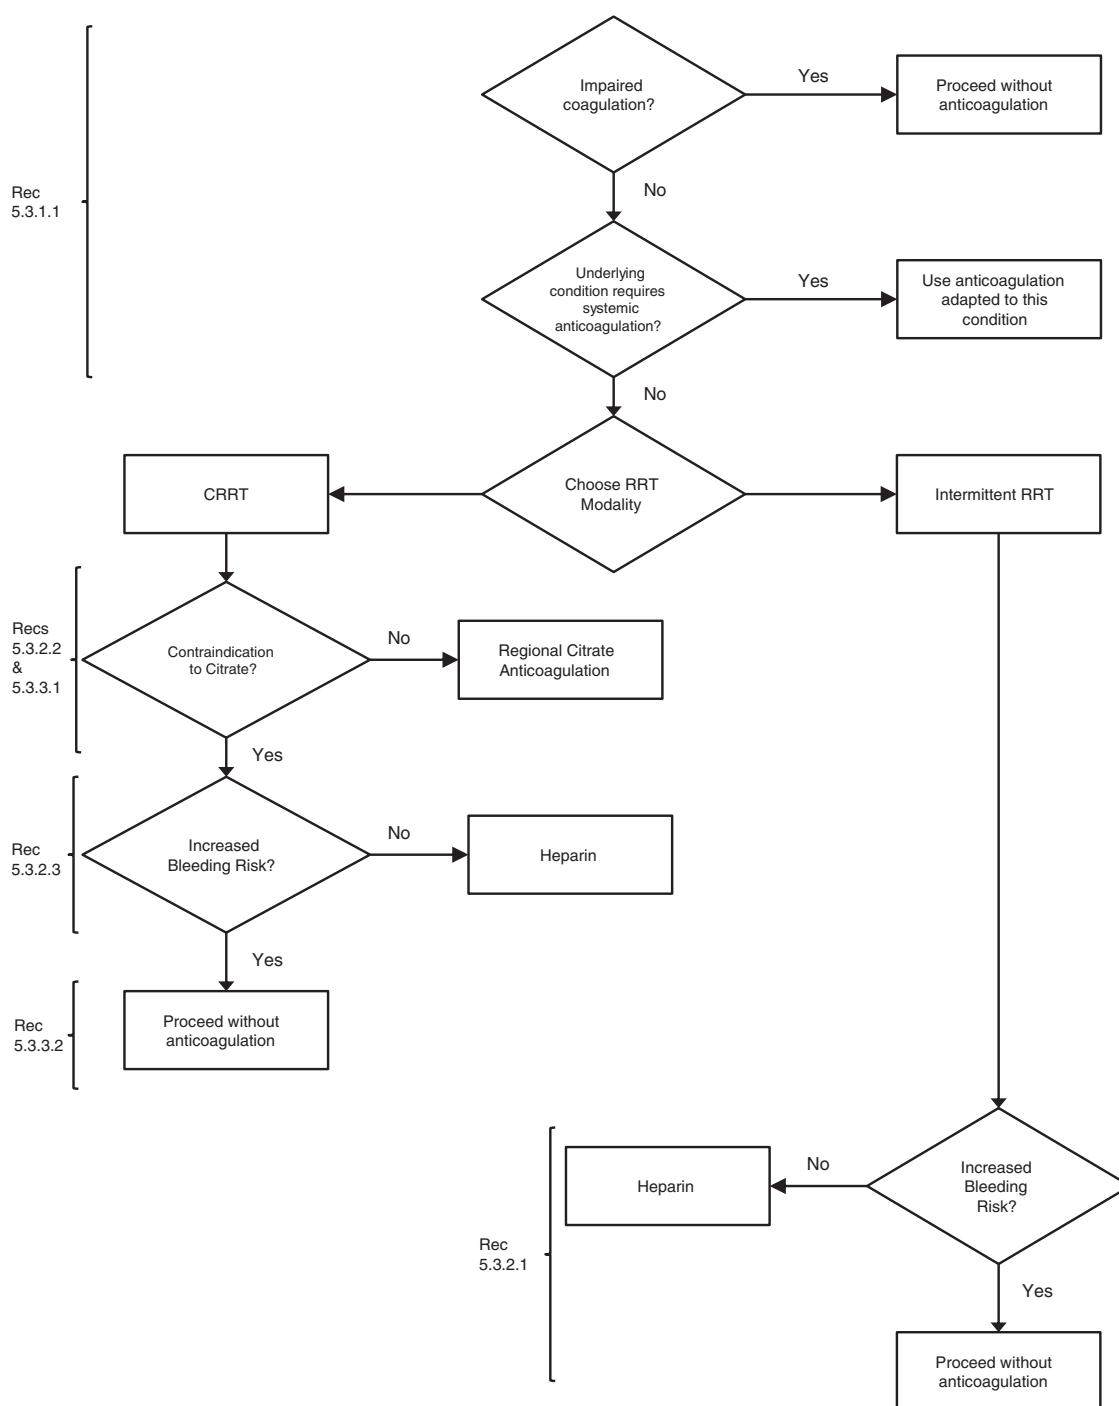 Impaired
coagulation?
Yes
Proceed without
anticoagulation
No
Rec
5.3.1.1
Underlying
condition requires
systemic
anticoagulation?
Yes
Use anticoagulation
adapted to this
condition
No
CRRT
Choose RRT
Modality
Intermittent RRT
Recs
5.3.2.2
&
5.3.3.1
Contraindication
to Citrate?
No
Regional Citrate
Anticoagulation
Yes
Rec
5.3.2.3
Increased
Bleeding Risk?
No
Heparin
Yes
Rec
5.3.3.2
Proceed without
anticoagulation
Rec
5.3.2.1
Heparin
No
Increased
Bleeding
Risk?
Yes
Proceed without
anticoagulation